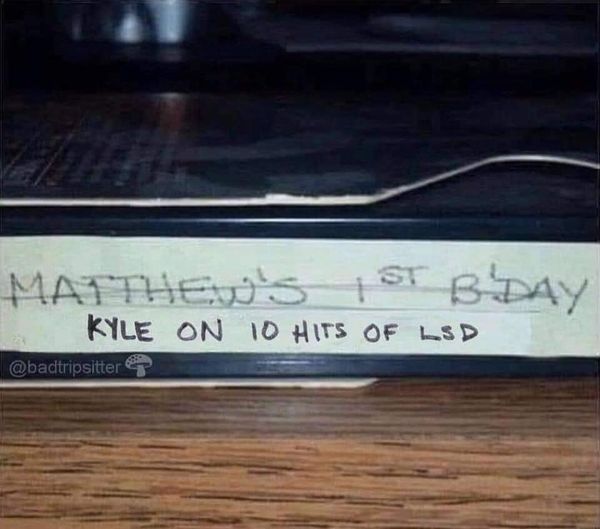 MATTHEW'S 1ST B'DAY
KYLE ON 10 HITS OF LSD
@badtripsitter